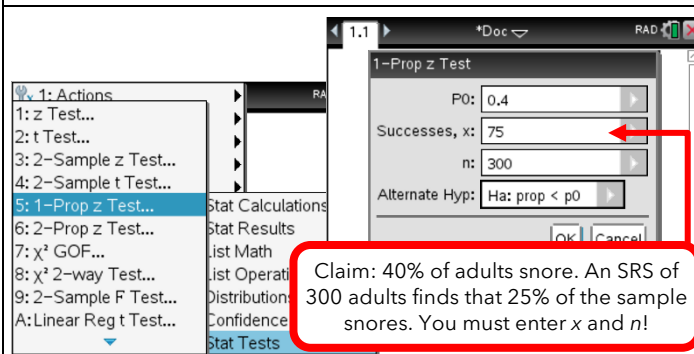 1.1
*Doc
RAD
1-Prop z Test
P0: 0.4
Successes, x: 75
n: 300
Alternate Hyp: Ha: prop < p0
OK Cancel
1: Actions
1: z Test...
2: t Test...
3: 2-Sample z Test...
4: 2-Sample t Test...
5: 1-Prop z Test...
6: 2-Prop z Test...
7: χ² GOF...
8: χ² 2-way Test...
9: 2-Sample F Test...
A: Linear Reg t Test...
Stat Calculations
Stat Results
List Math
List Operati
Distributions
Confidence
Stat Tests
Claim: 40% of adults snore. An SRS of
300 adults finds that 25% of the sample
snores. You must enter x and n!